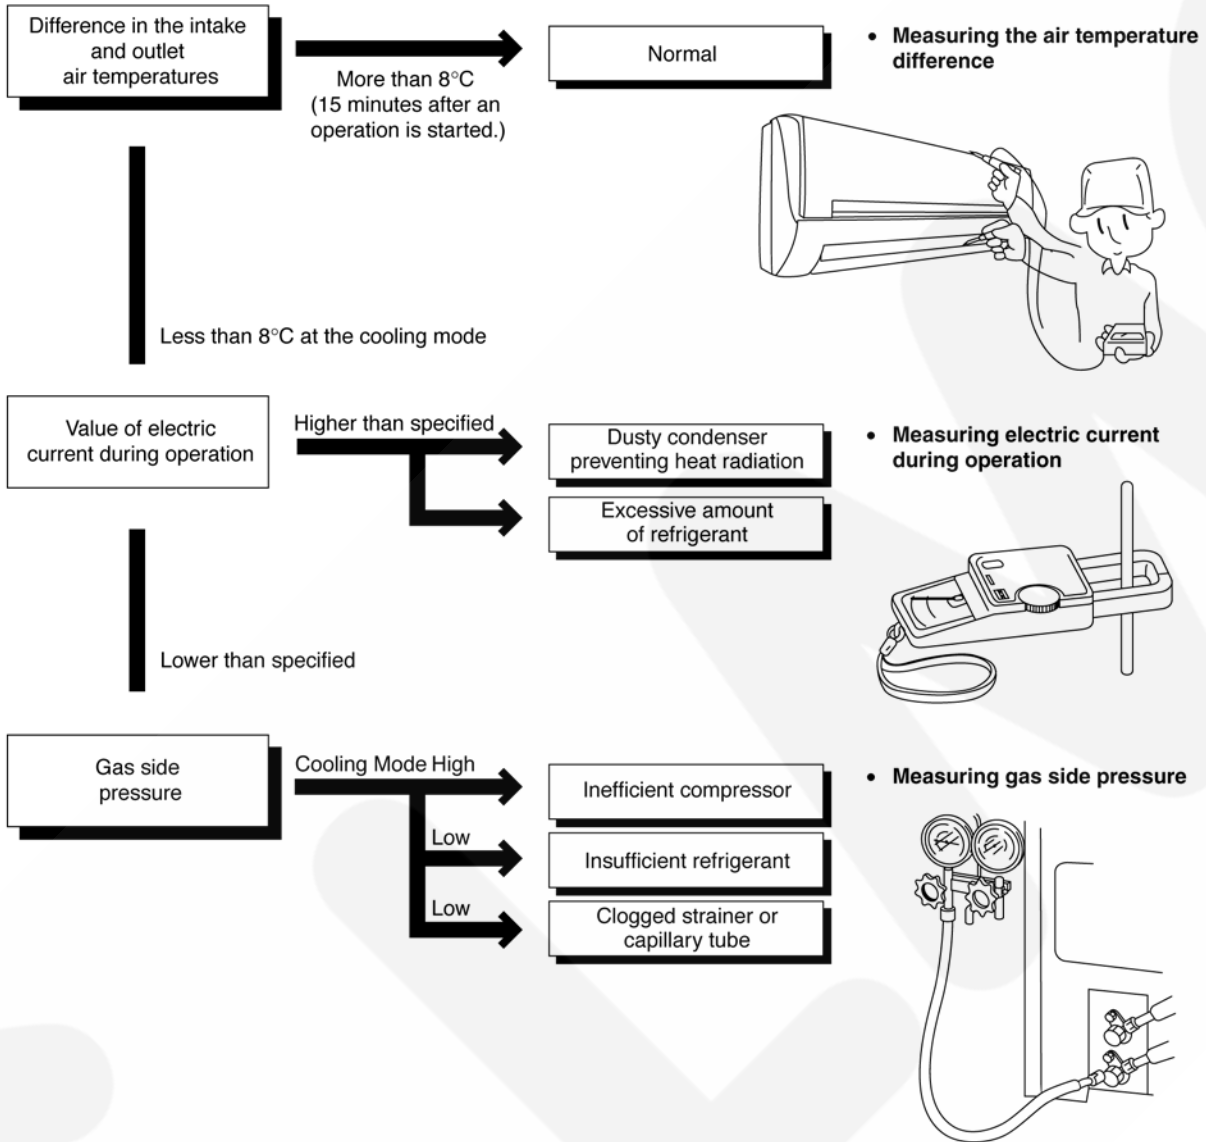 Difference in the intake
and outlet
air temperatures
More than 8°C
(15 minutes after an
operation is started.)
Normal
• Measuring the air temperature
difference
Less than 8°C at the cooling mode
Value of electric
current during operation
Higher than specified
Dusty condenser
preventing heat radiation
Excessive amount
of refrigerant
• Measuring electric current
during operation
Lower than specified
Gas side
pressure
Cooling Mode High
Inefficient compressor
Low
Insufficient refrigerant
Low
Clogged strainer or
capillary tube
• Measuring gas side pressure